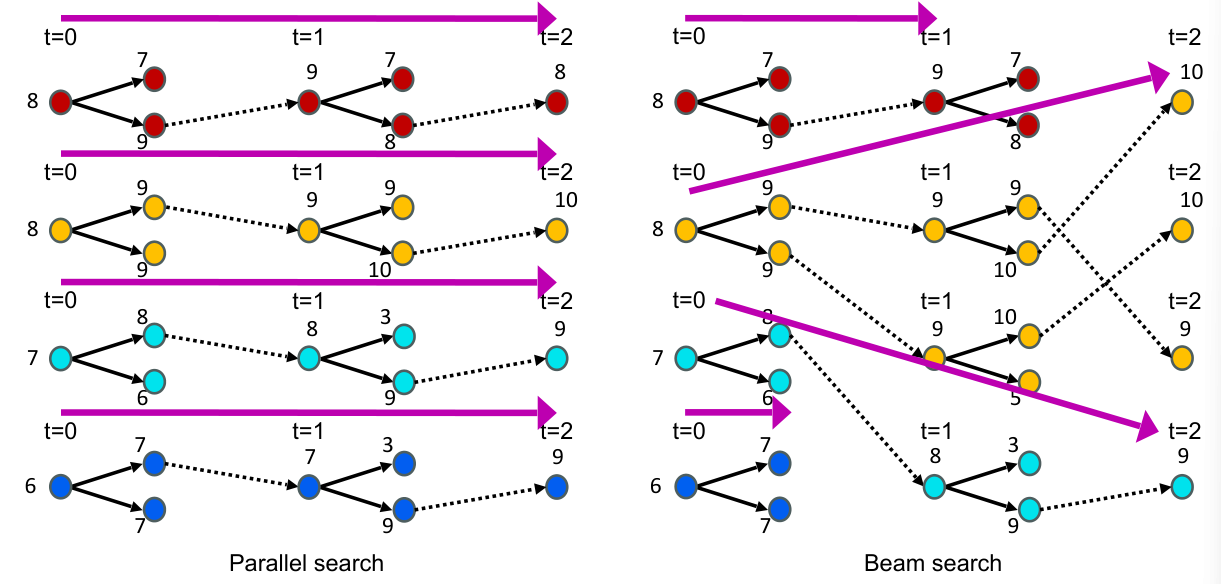 t=0 t=1 t=2 t=0 t=1 t=2
7 9 7 8 7 9 7 10
8 8
9 8 9 8
t=0 t=1 t=2 t=0 t=1 t=2
9 9 9 10 9 9 9 10
8 8
9 10 9 10
t=0 t=1 t=2 t=0 t=1 t=2
8 8 3 9 8 9 10 9
7 7
6 9 6 5
t=0 t=1 t=2 t=0 t=1 t=2
7 7 3 9 7 8 3 9
6 6
7 9 7 9
Parallel search Beam search